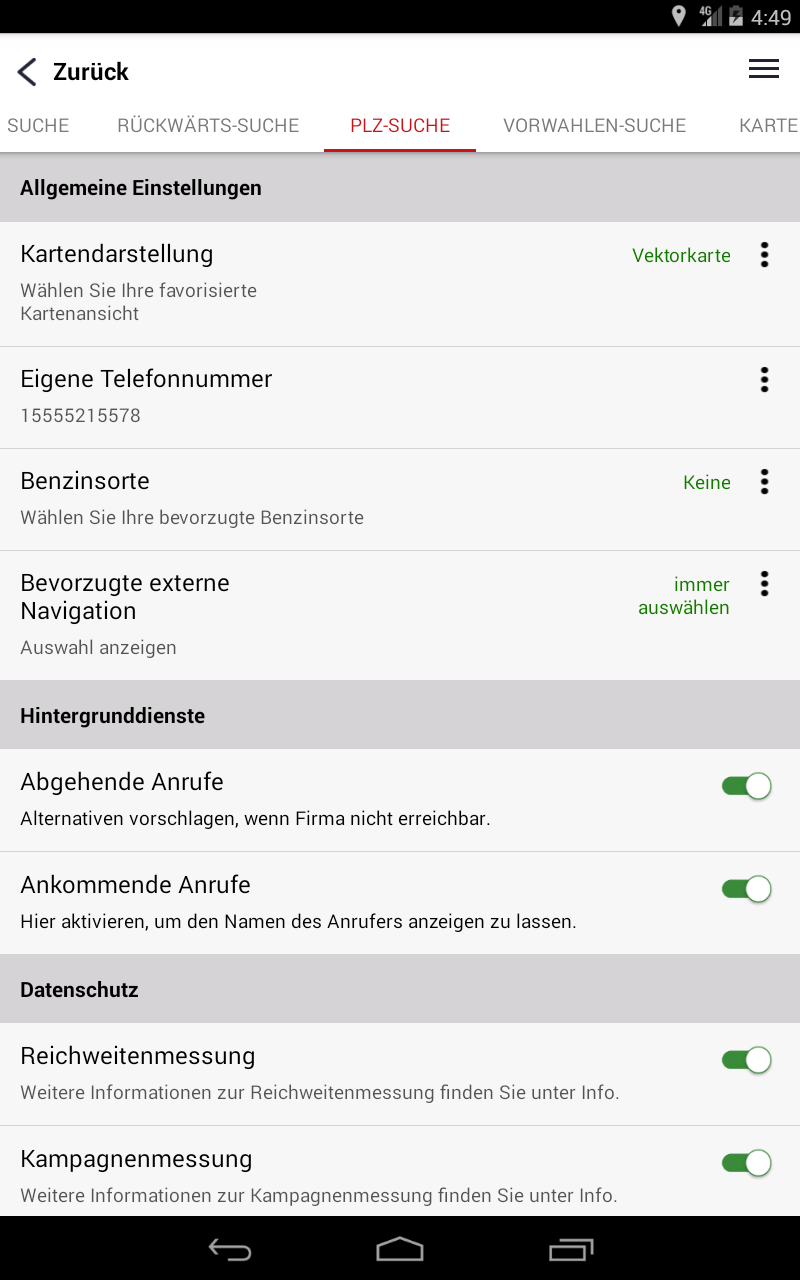 4G 4:49
Zurück
SUCHE RÜCKWÄRTS-SUCHE PLZ-SUCHE VORWAHLEN-SUCHE KARTE
Allgemeine Einstellungen
Kartendarstellung Vektorkarte
Wählen Sie Ihre favorisierte
Kartenansicht
Eigene Telefonnummer
15555215578
Benzinsorte Keine
Wählen Sie Ihre bevorzugte Benzinsorte
Bevorzugte externe immer
Navigation auswählen
Auswahl anzeigen
Hintergrunddienste
Abgehende Anrufe
Alternativen vorschlagen, wenn Firma nicht erreichbar.
Ankommende Anrufe
Hier aktivieren, um den Namen des Anrufers anzeigen zu lassen.
Datenschutz
Reichweitenmessung
Weitere Informationen zur Reichweitenmessung finden Sie unter Info.
Kampagnenmessung
Weitere Informationen zur Kampagnenmessung finden Sie unter Info.